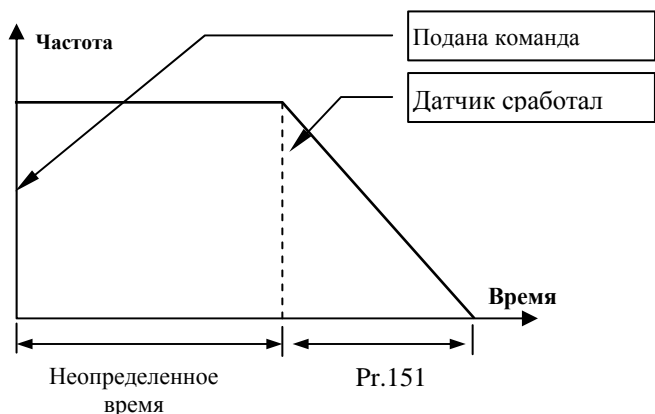 Частота
Подана команда
Датчик сработал
Время
Неопределенное
время
Pr.151